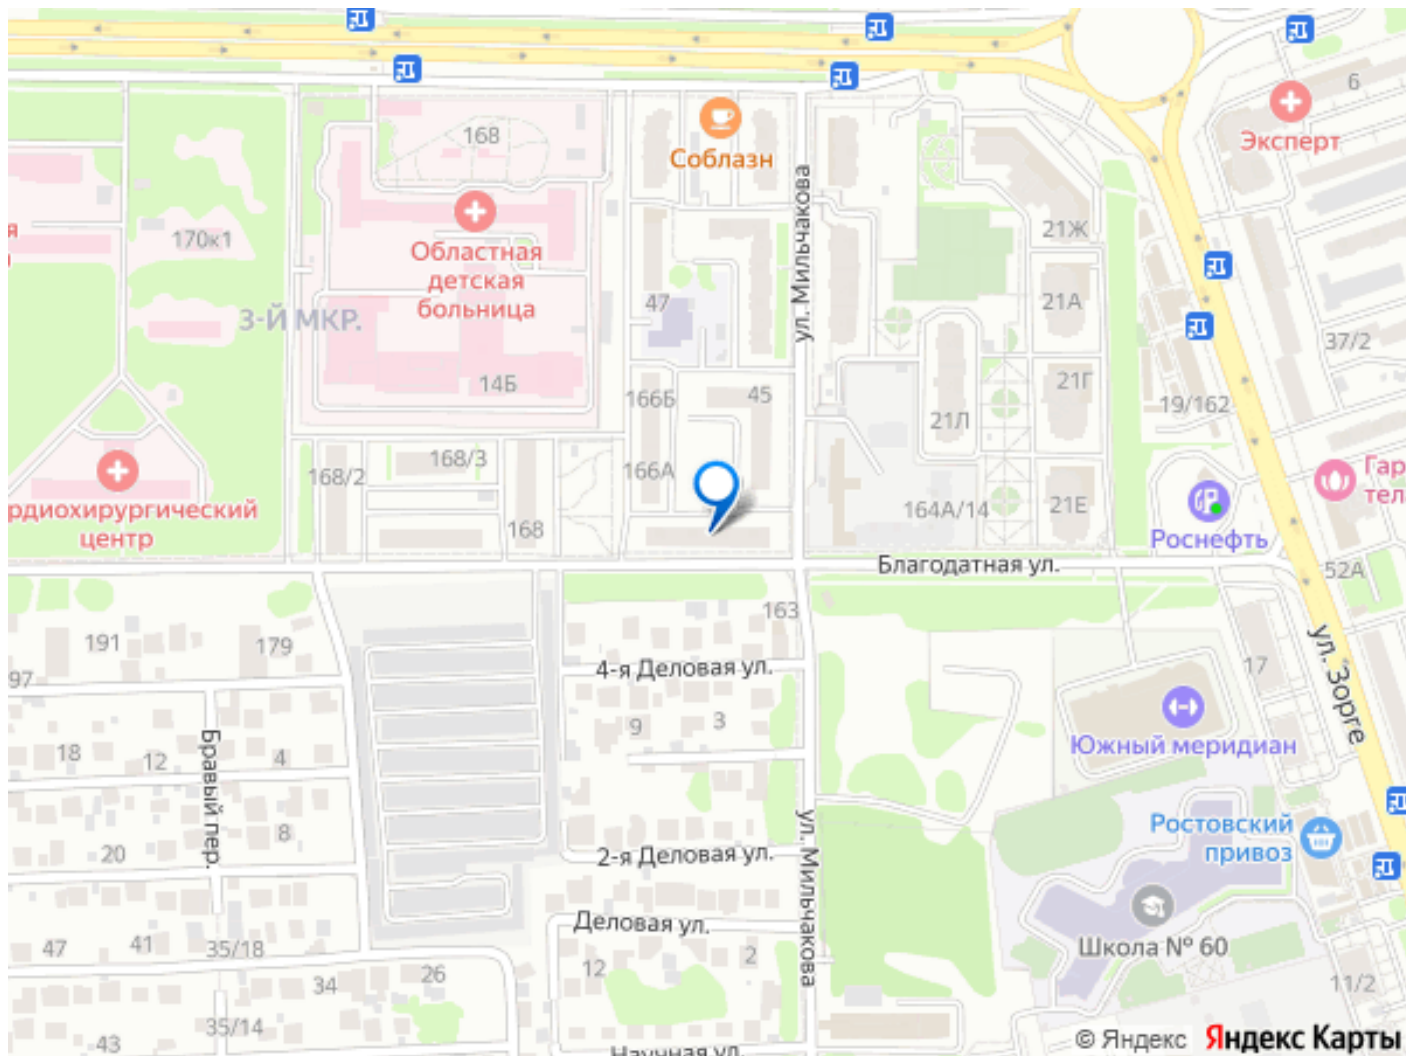 6
168
Соблазн
Эксперт
ул. Мильчакова
170к1
Областная
детская
больница
21Ж
47
21А
3-Й МКР.
37/2
14Б
166Б
45
21Г
21Л
19/162
168/2
168/3
166А
Гар
тел
рдиохирургический
центр
168
164А/14
21Е
Роснефть
Благодатная ул.
52А
163
191
179
4-я Деловая ул.
17
ул. Зорге
97
9
3
Южный меридиан
18
12
4
Бравый пер.
8
20
2-я Деловая ул.
ул. Мильчакова
Ростовский
привоз
Деловая ул.
Школа № 60
47
41
35/18
34
26
12
2
11/2
35/14
43
Научная ул.
© Яндекс Яндекс Карты